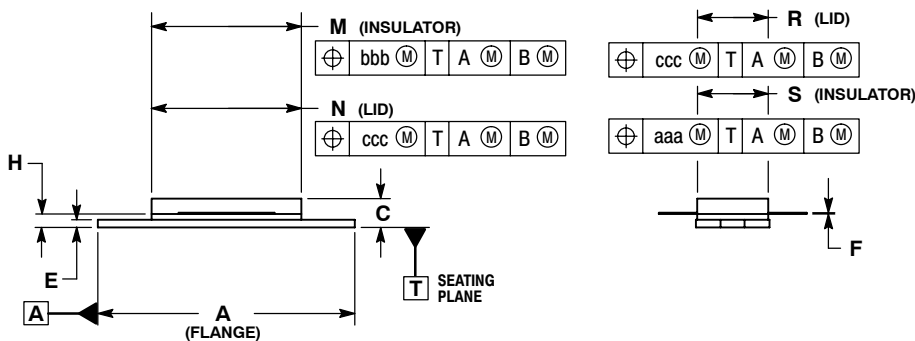 M (INSULATOR)
⌖ bbb Ⓜ T A Ⓜ B Ⓜ
N (LID)
⌖ ccc Ⓜ T A Ⓜ B Ⓜ
R (LID)
⌖ ccc Ⓜ T A Ⓜ B Ⓜ
S (INSULATOR)
⌖ aaa Ⓜ T A Ⓜ B Ⓜ
H
C
E
F
T
SEATING
PLANE
A
A
(FLANGE)